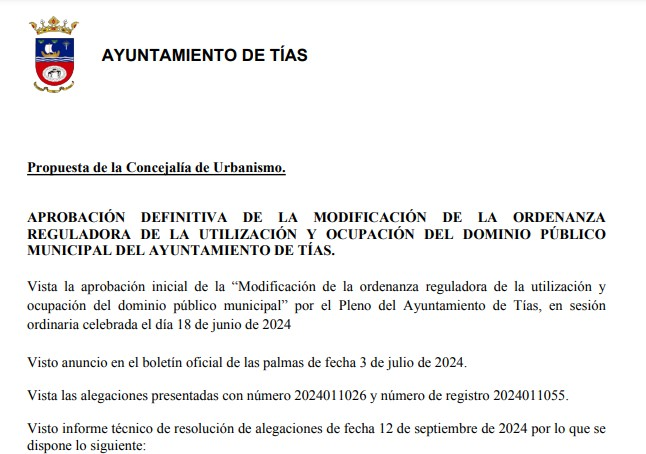 AYUNTAMIENTO DE TÍAS
Propuesta de la Concejalía de Urbanismo.
APROBACIÓN DEFINITIVA DE LA MODIFICACIÓN DE LA ORDENANZA
REGULADORA DE LA UTILIZACIÓN Y OCUPACIÓN DEL DOMINIO PÚBLICO
MUNICIPAL DEL AYUNTAMIENTO DE TÍAS.
Vista la aprobación inicial de la “Modificación de la ordenanza reguladora de la utilización y
ocupación del dominio público municipal” por el Pleno del Ayuntamiento de Tías, en sesión
ordinaria celebrada el día 18 de junio de 2024
Visto anuncio en el boletín oficial de las palmas de fecha 3 de julio de 2024.
Vista las alegaciones presentadas con número 2024011026 y número de registro 2024011055.
Visto informe técnico de resolución de alegaciones de fecha 12 de septiembre de 2024 por lo que se
dispone lo siguiente: